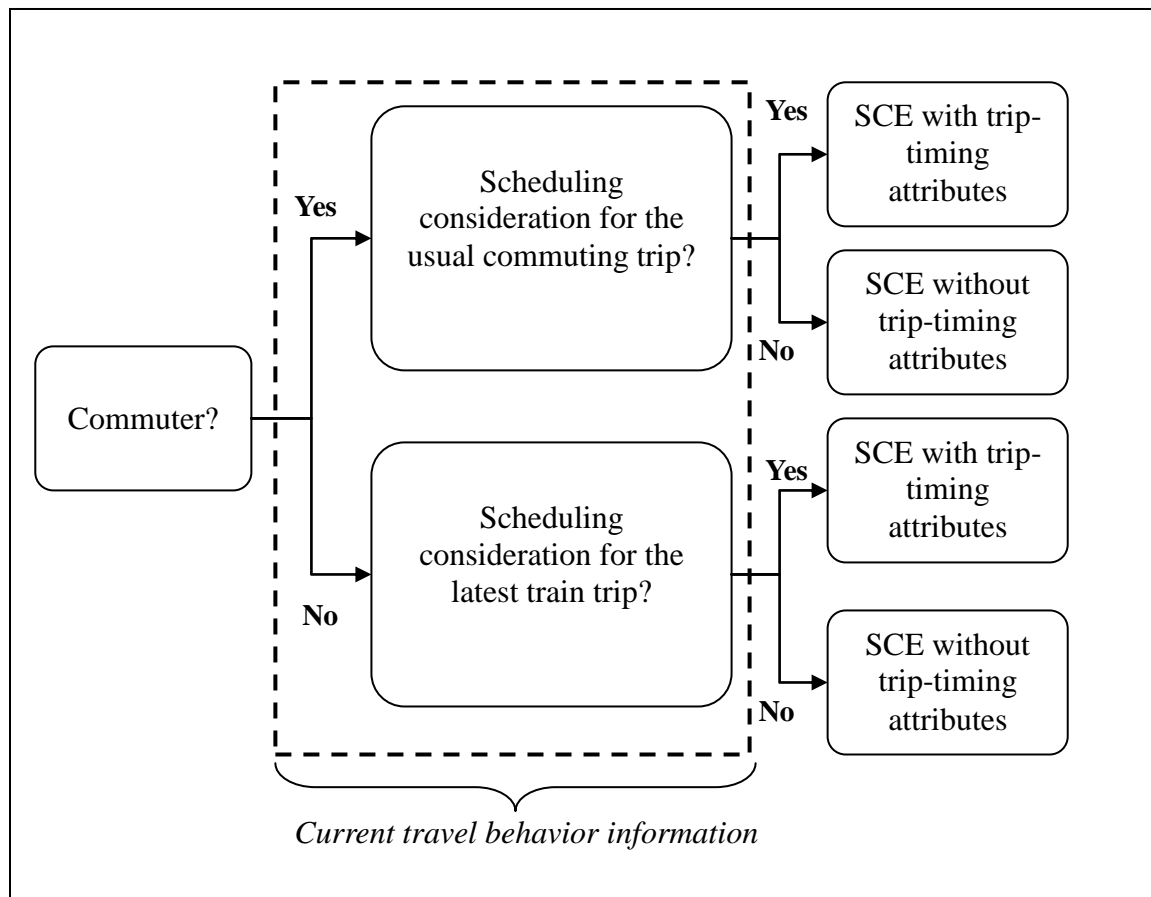 Commuter?
Yes
No
Scheduling
consideration for the
usual commuting trip?
Scheduling
consideration for the
latest train trip?
Yes
SCE with trip-
timing
attributes
No
SCE without
trip-timing
attributes
Yes
SCE with trip-
timing
attributes
No
SCE without
trip-timing
attributes
Current travel behavior information